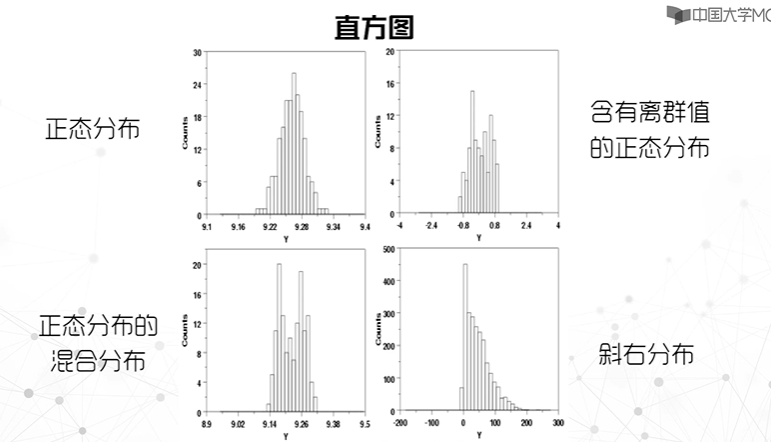 直方图
中国大学MO
正态分布
含有离群值
的正态分布
Counts
30
24
18
12
6
0
9.1 9.16 9.22 9.28 9.34 9.4
Y
Counts
20
16
12
8
4
0
-4 -2.4 -0.8 0.8 2.4 4
Y
正态分布的
混合分布
斜右分布
Counts
20
16
12
8
4
0
8.9 9.02 9.14 9.26 9.38 9.5
Y
Counts
500
400
300
200
100
0
-200 -100 0 100 200 300
Y